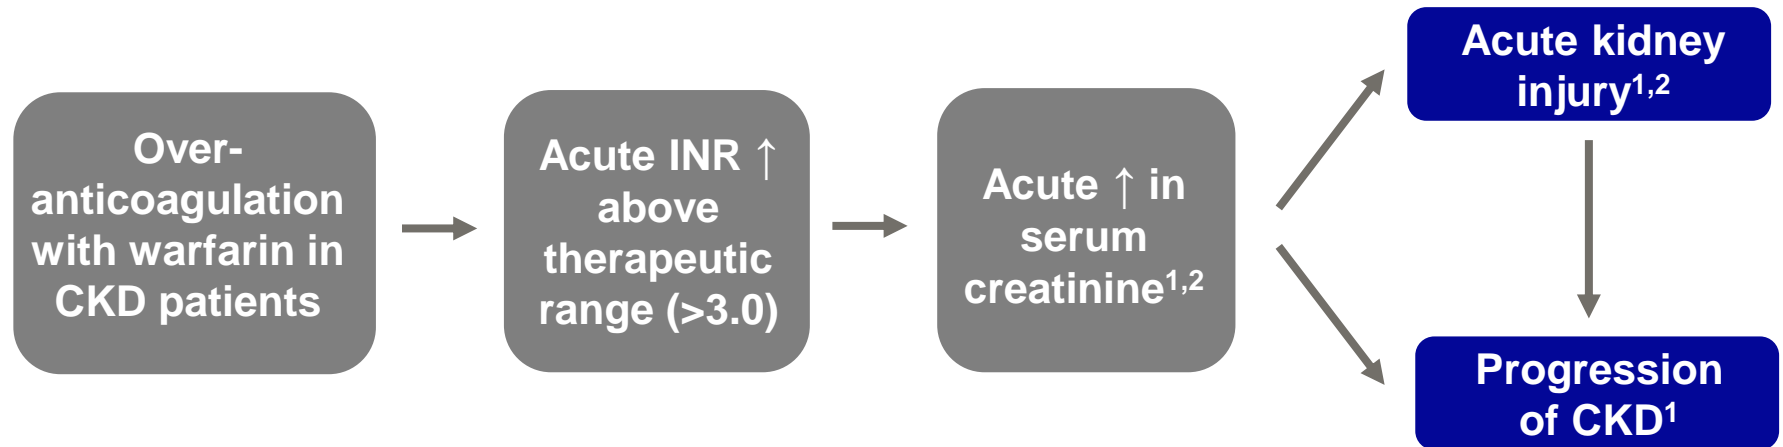 Over-
anticoagulation
with warfarin in
CKD patients
Acute INR ↑
above
therapeutic
range (>3.0)
Acute ↑ in
serum
creatinine1,2
Acute kidney
injury1,2
Progression
of CKD1